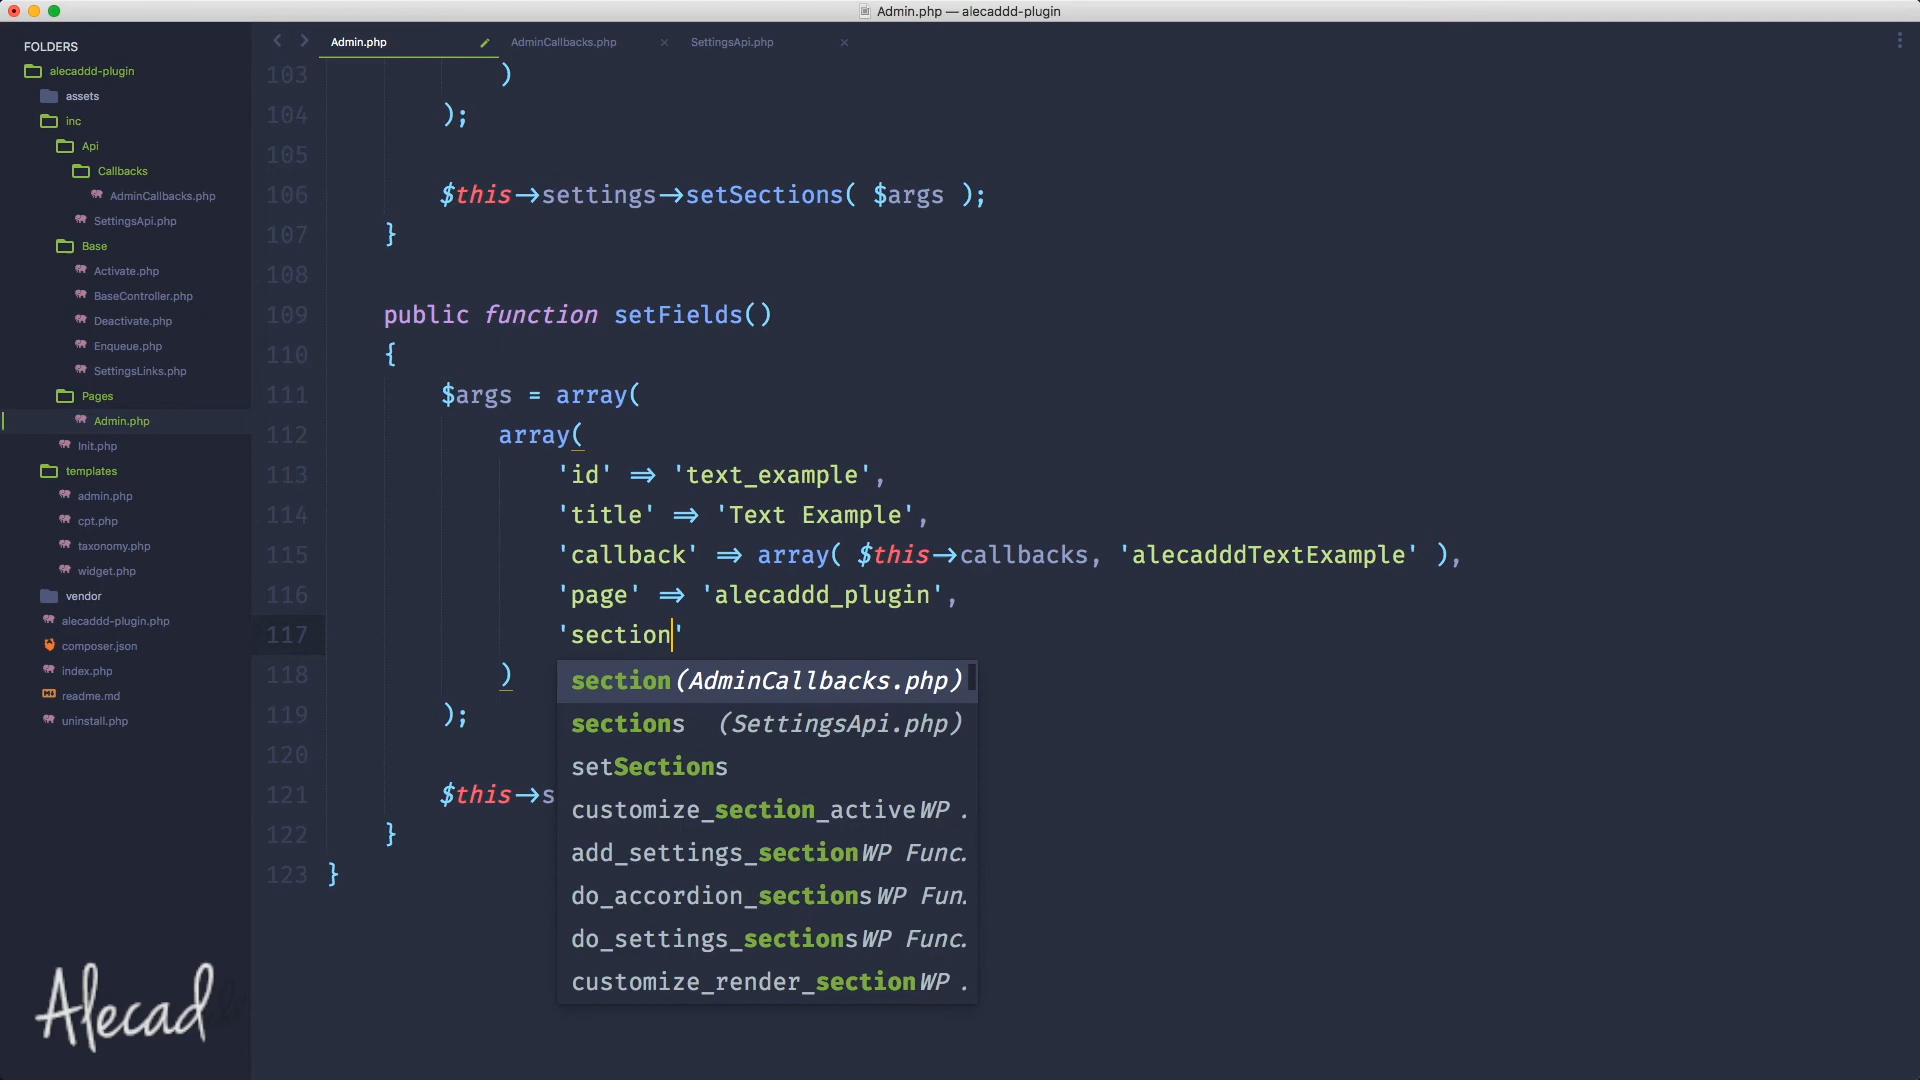 Admin.php — alecaddd-plugin
FOLDERS
alecaddd-plugin
assets
inc
Api
Callbacks
AdminCallbacks.php
SettingsApi.php
Base
Activate.php
BaseController.php
Deactivate.php
Enqueue.php
SettingsLinks.php
Pages
Admin.php
Init.php
templates
admin.php
cpt.php
taxonomy.php
widget.php
vendor
alecaddd-plugin.php
composer.json
index.php
readme.md
uninstall.php
Alecad
Admin.php AdminCallbacks.php SettingsApi.php
103 )
104 );
105
106 $this->settings->setSections( $args );
107 }
108
109 public function setFields()
110 {
111 $args = array(
112 array(
113 'id' => 'text_example',
114 'title' => 'Text Example',
115 'callback' => array( $this->callbacks, 'alecadddTextExample' ),
116 'page' => 'alecaddd_plugin',
117 'section'
118 )
119 );
120
121 $this->s
122 }
123 }
section (AdminCallbacks.php)
sections (SettingsApi.php)
setSections
customize_section_active WP .
add_settings_section WP Func.
do_accordion_sections WP Fun.
do_settings_sections WP Func.
customize_render_section WP .